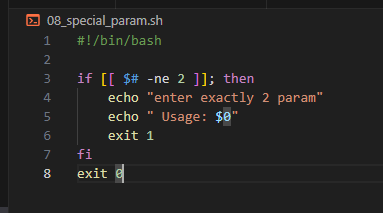 08_special_param.sh
1 #!/bin/bash
2
3 if [[ $# -ne 2 ]]; then
4     echo "enter exactly 2 param"
5     echo " Usage: $0"
6     exit 1
7 fi
8 exit 0